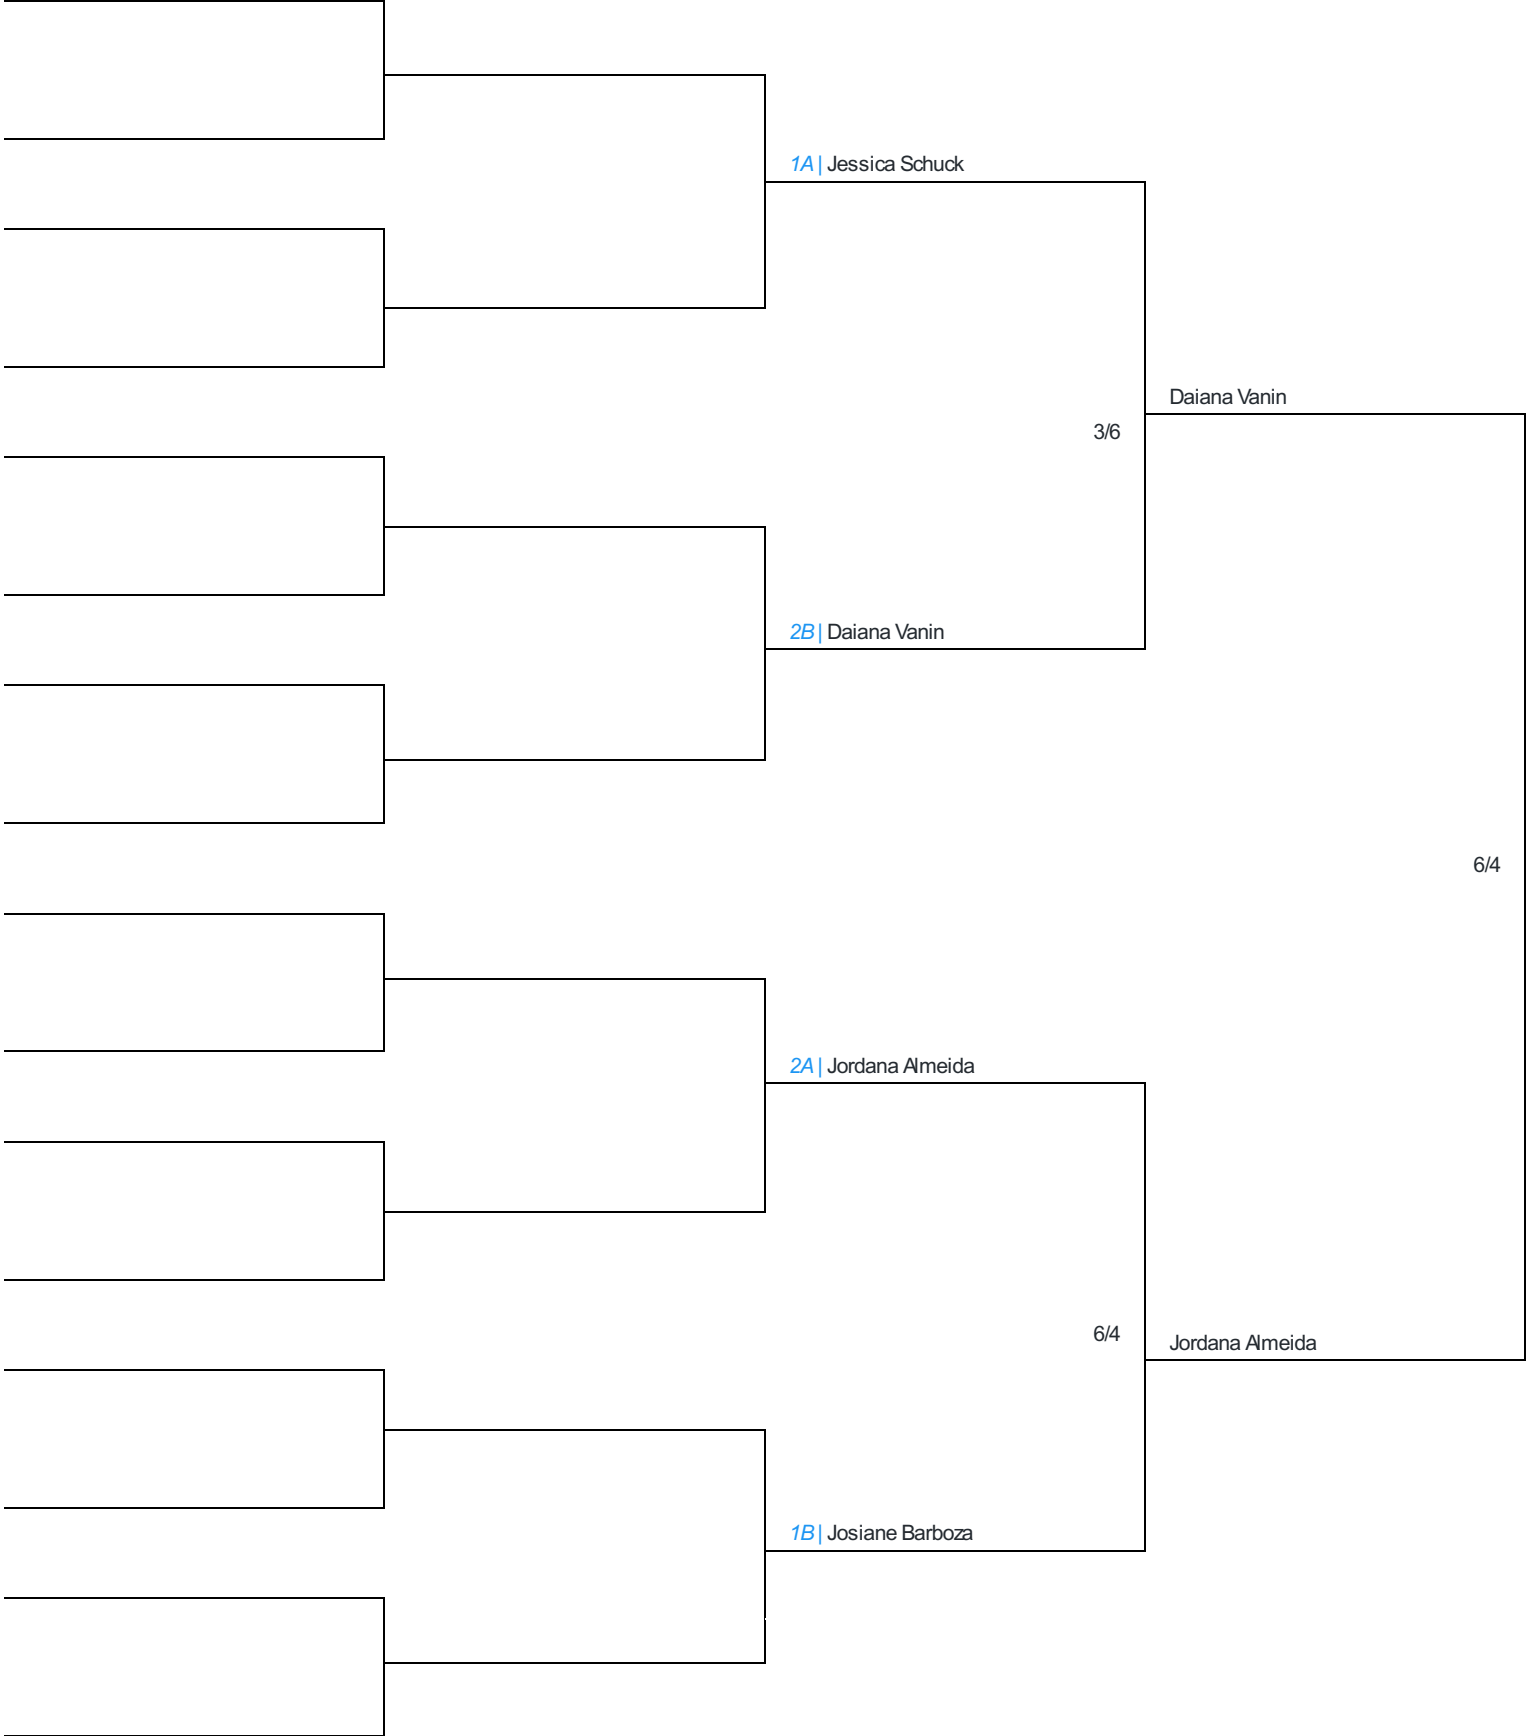 1A | Jessica Schuck
Daiana Vanin
3/6
2B | Daiana Vanin
6/4
2A | Jordana Almeida
6/4
Jordana Almeida
1B | Josiane Barboza